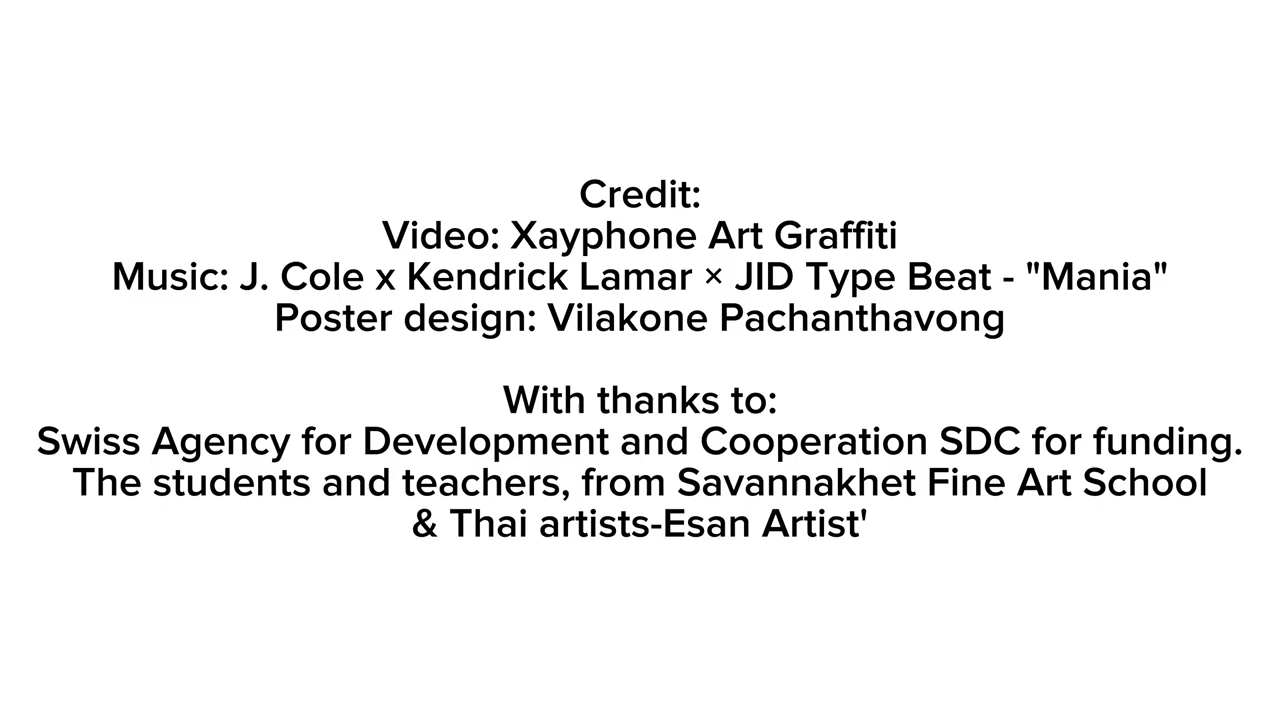 Credit:
Video: Xayphone Art Graffiti
Music: J. Cole x Kendrick Lamar × JID Type Beat - "Mania"
Poster design: Vilakone Pachanthavong
With thanks to:
Swiss Agency for Development and Cooperation SDC for funding.
The students and teachers, from Savannakhet Fine Art School
& Thai artists-Esan Artist'